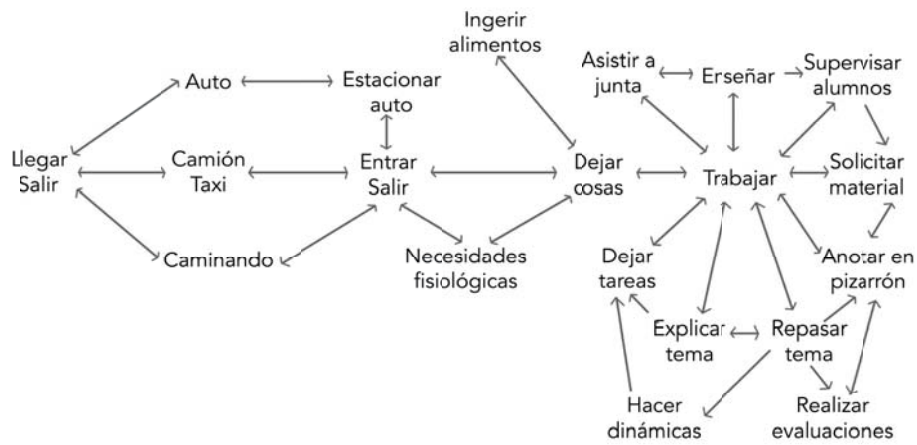 Ingerir
alimentos
Asistir a
junta
Erseñar
Supervisar
alumnos
Auto
Estacionar
auto
Llegar
Salir
Camión
Taxi
Entrar
Salir
Dejar
cosas
Trabajar
Solicitar
material
Caminando
Necesidades
fisiológicas
Dejar
tareas
Anotar en
pizarrón
Explicar
tema
Repasar
tema
Hacer
dinámicas
Realizar
evaluaciones